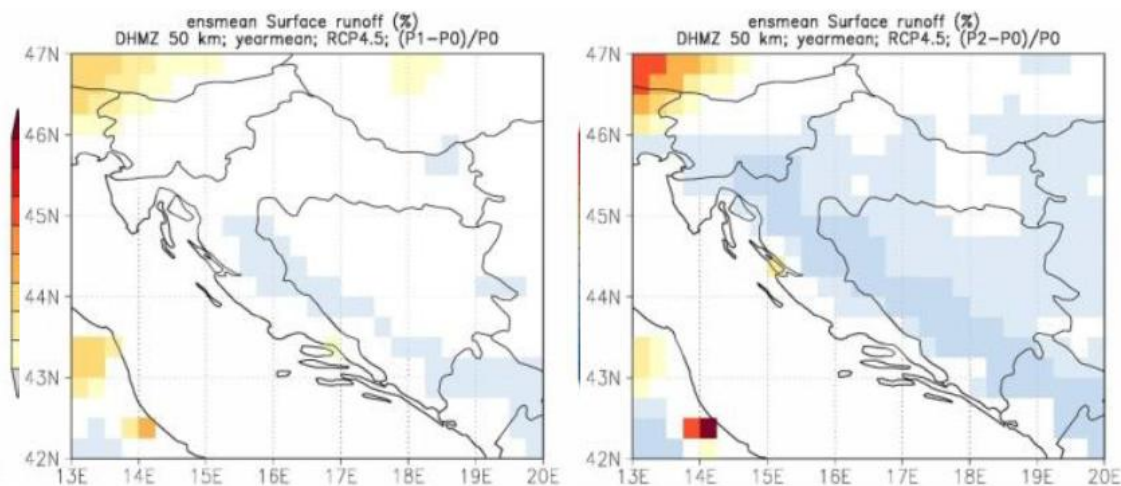 ensmean Surface runoff (%)
DHMZ 50 km; yearmean; RCP4.5; (P1-P0)/P0
47N
46N
45N
44N
43N
42N
13E 14E 15E 16E 17E 18E 19E 20E
ensmean Surface runoff (%)
DHMZ 50 km; yearmean; RCP4.5; (P2-P0)/P0
47N
46N
45N
44N
43N
42N
13E 14E 15E 16E 17E 18E 19E 20E